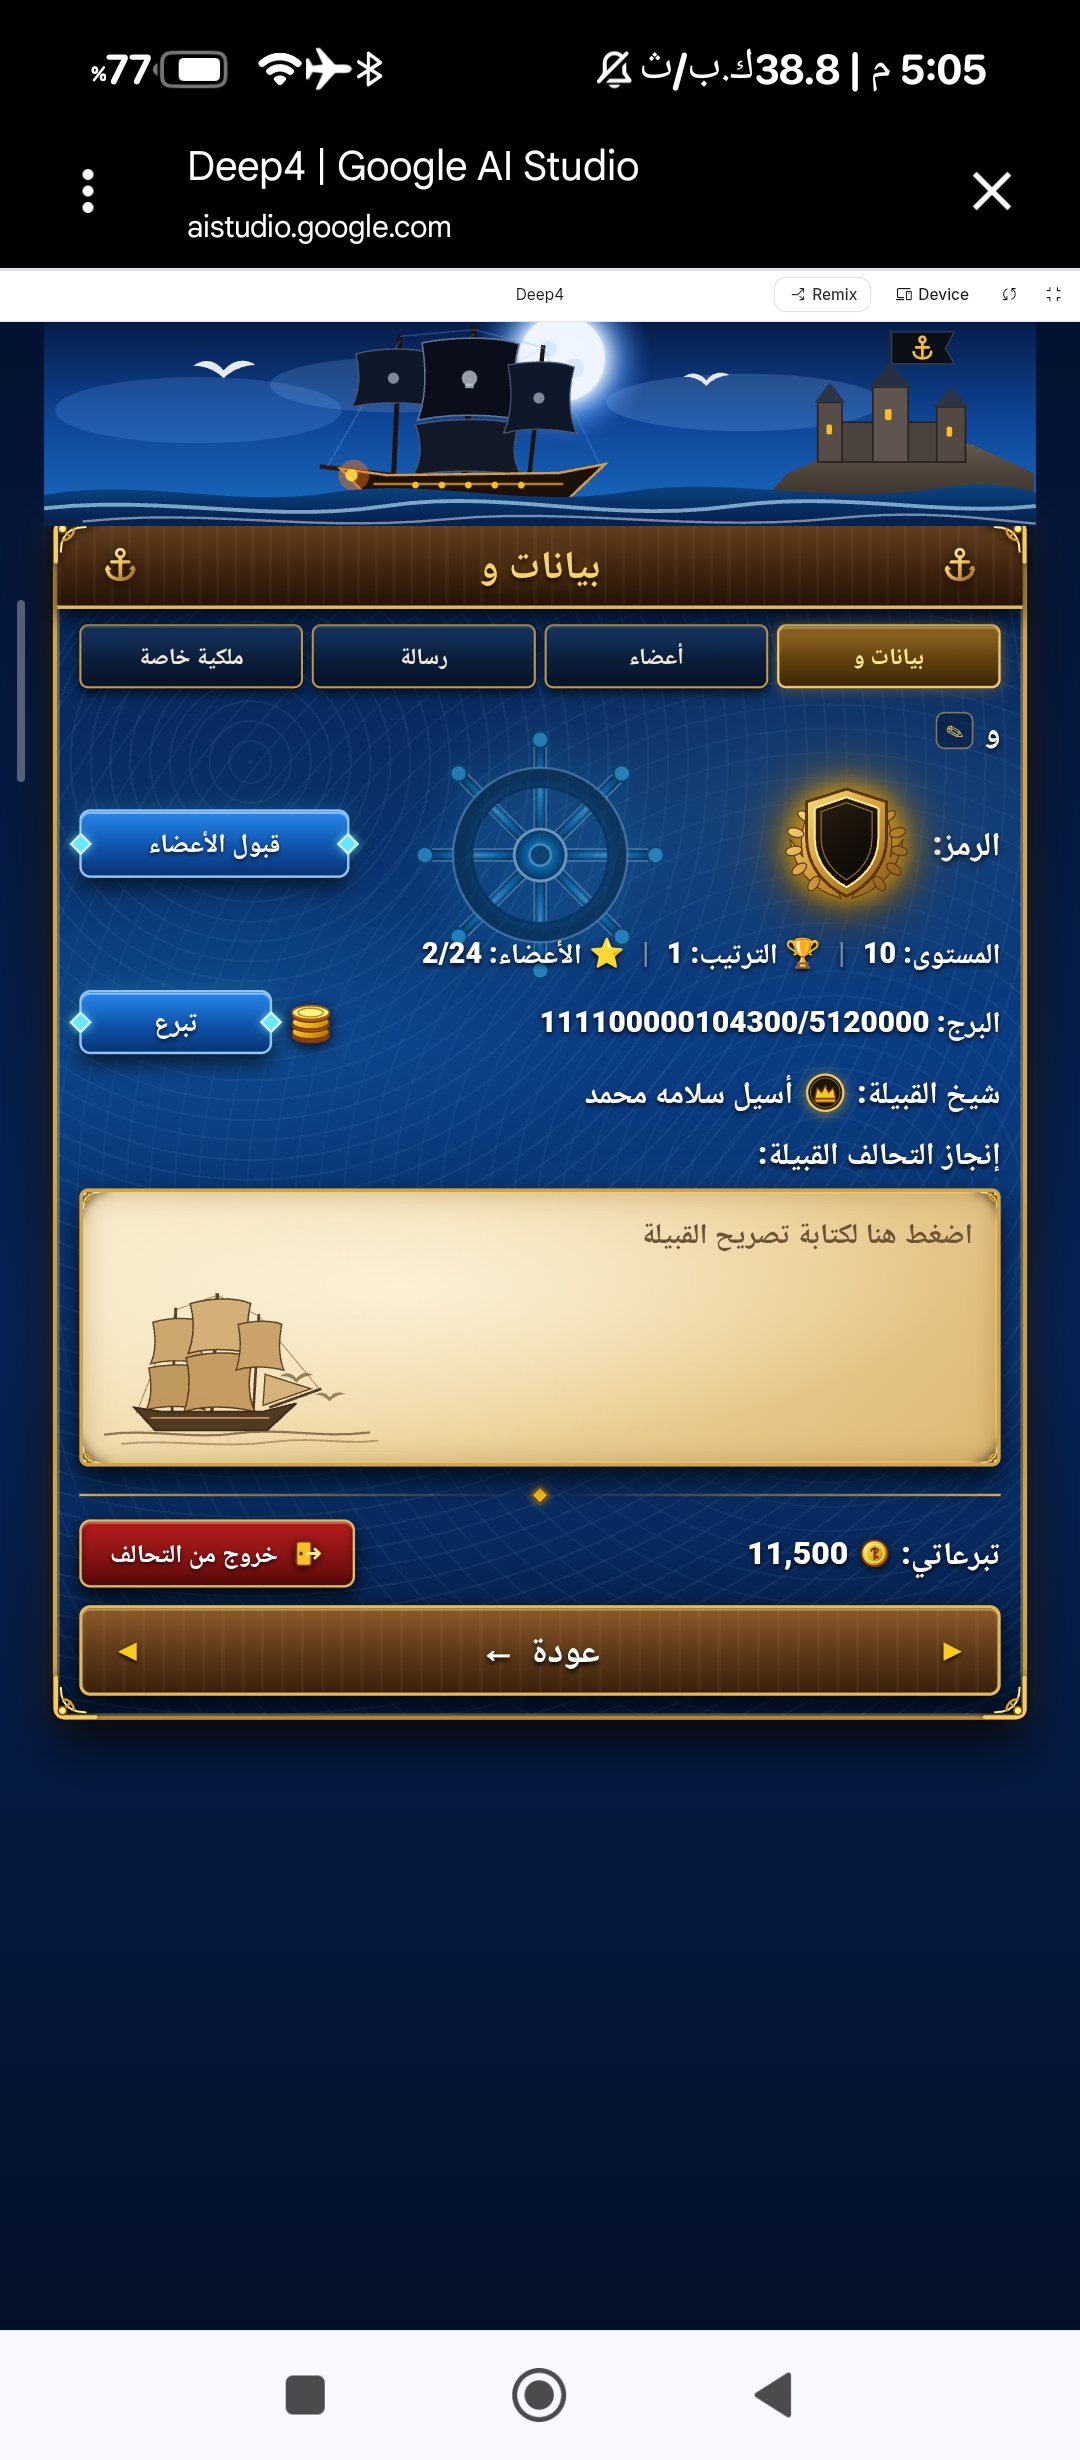 5:05 م | 38.8ك.ب/ث
%77
Deep4 | Google AI Studio
aistudio.google.com
Deep4
Remix
Device
بيانات و
بيانات و
أعضاء
رسالة
ملكية خاصة
و
الرمز:
قبول الأعضاء
المستوى: 10 | الترتيب: 1 | الأعضاء: 2/24
البرج: 111100000104300/5120000
تبرع
شيخ القبيلة: أسيل سلامه محمد
إنجاز التحالف القبيلة:
اضغط هنا لكتابة تصريح القبيلة
تبرعاتي: 11,500
خروج من التحالف
عودة ←